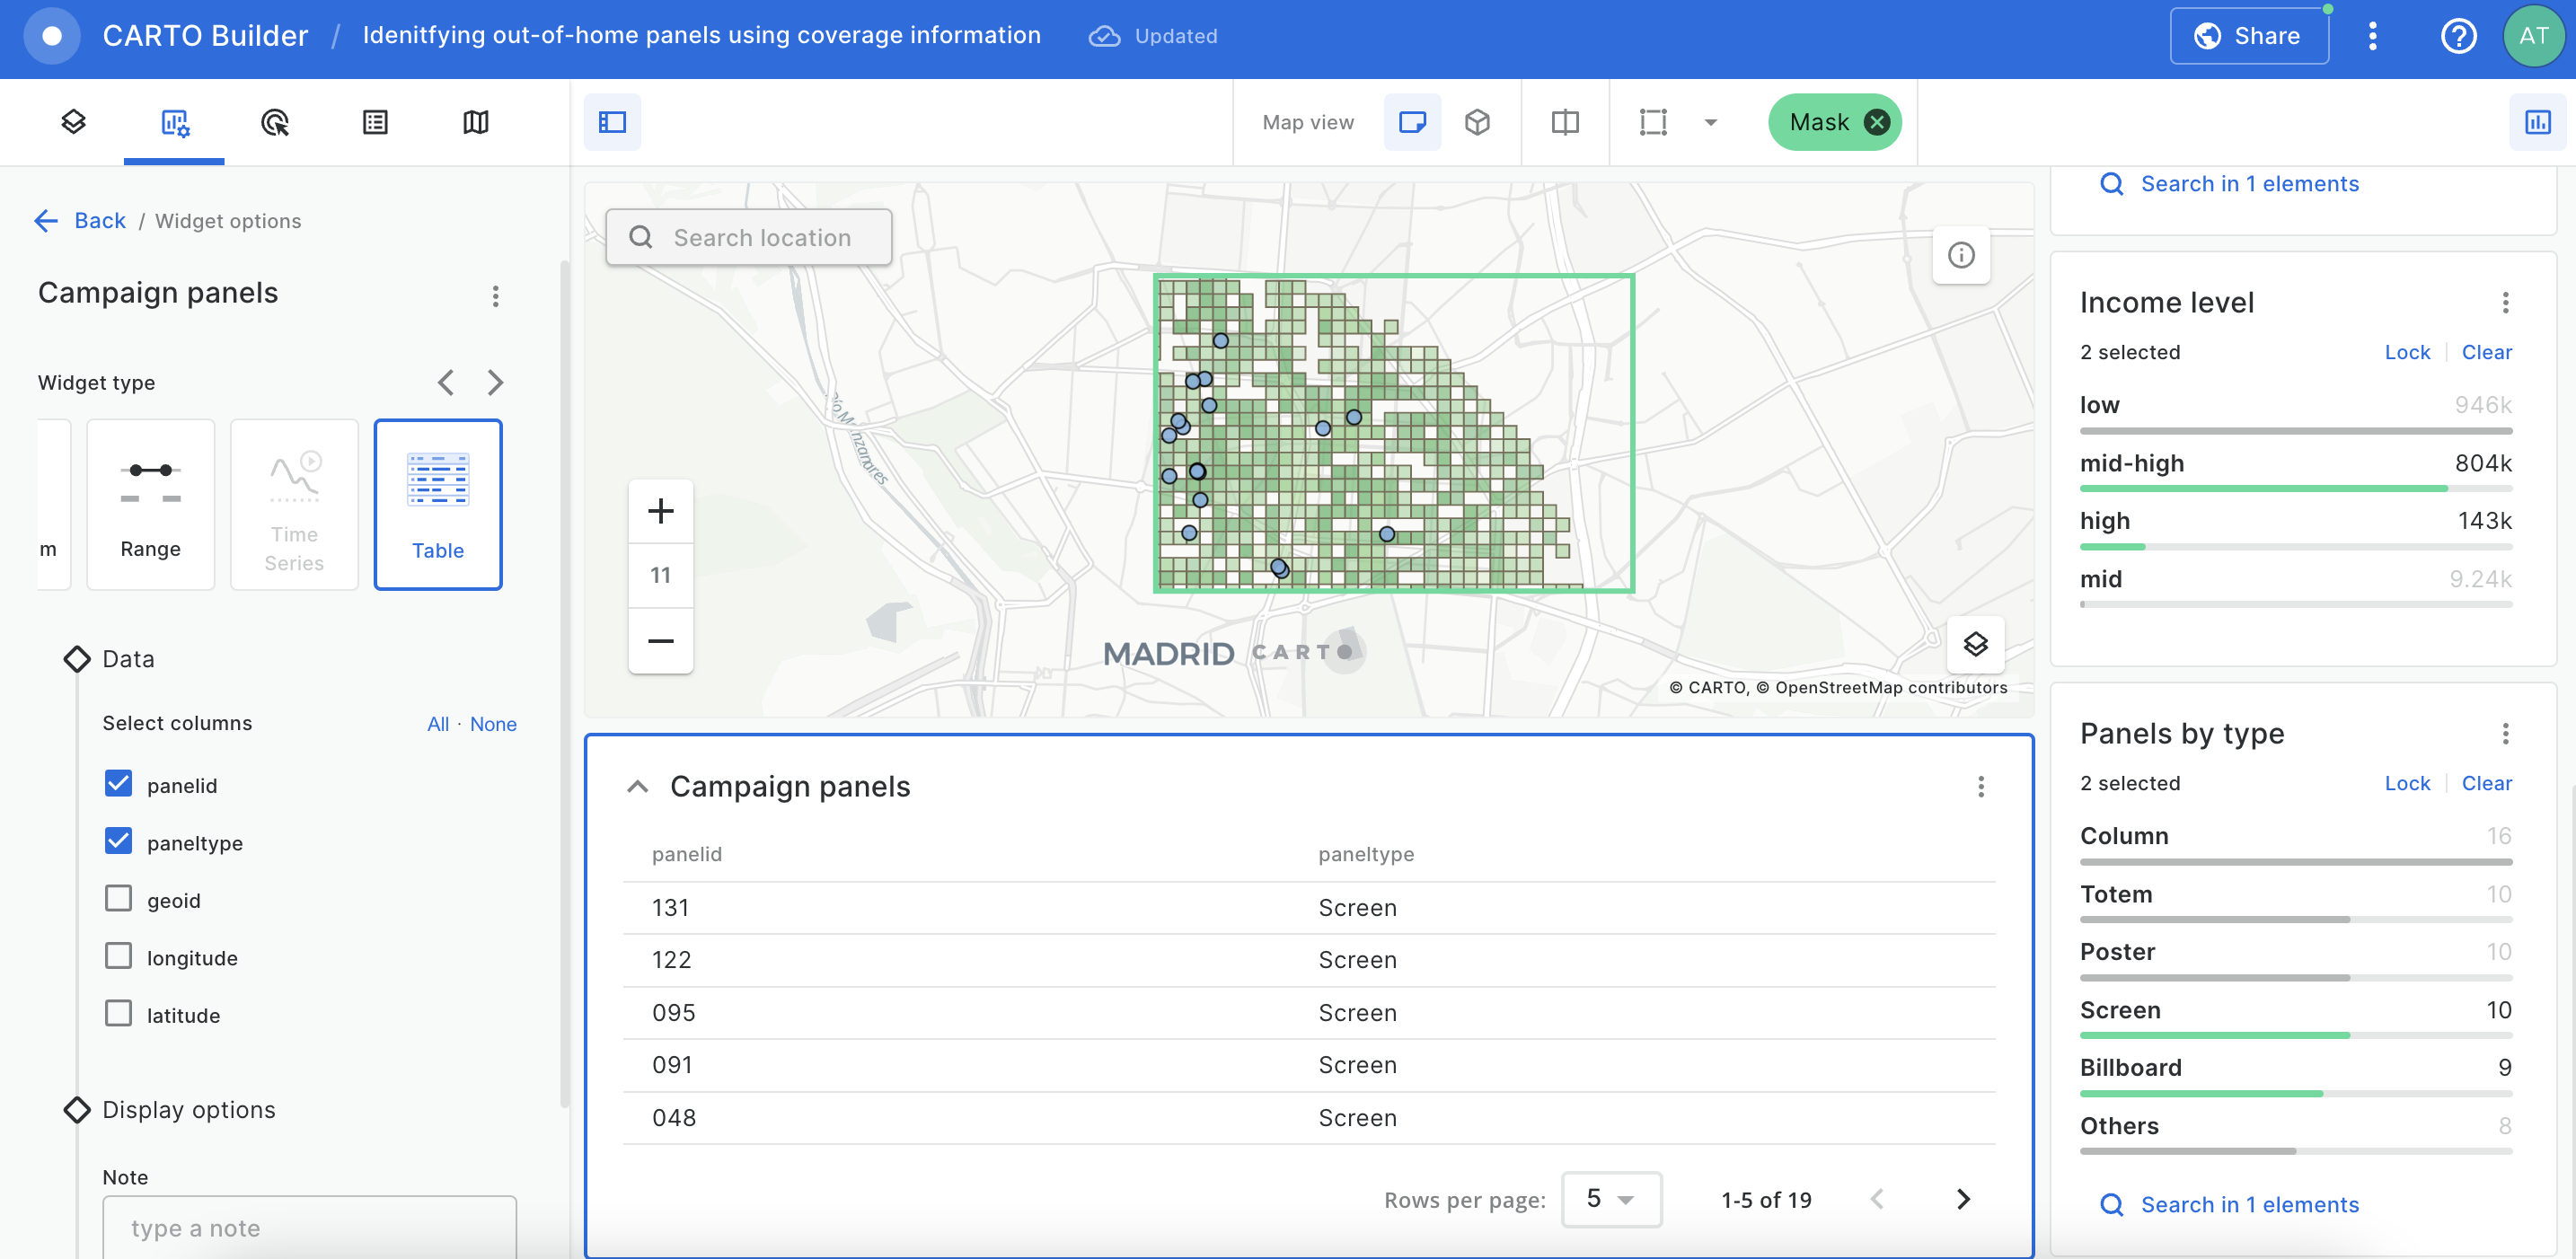 CARTO Builder / Idenitfying out-of-home panels using coverage information Updated Share AT
Map view Mask
Back / Widget options
Campaign panels
Widget type
m
Range
Time
Series
Table
Data
Select columns All · None
panelid
paneltype
geoid
longitude
latitude
Display options
Note
type a note
Search location
11
Río Manzanares
MADRID CARTO
© CARTO, © OpenStreetMap contributors
Campaign panels
panelid paneltype
131 Screen
122 Screen
095 Screen
091 Screen
048 Screen
Rows per page: 5 1-5 of 19
Search in 1 elements
Income level
2 selected Lock Clear
low 946k
mid-high 804k
high 143k
mid 9.24k
Panels by type
2 selected Lock Clear
Column 16
Totem 10
Poster 10
Screen 10
Billboard 9
Others 8
Search in 1 elements